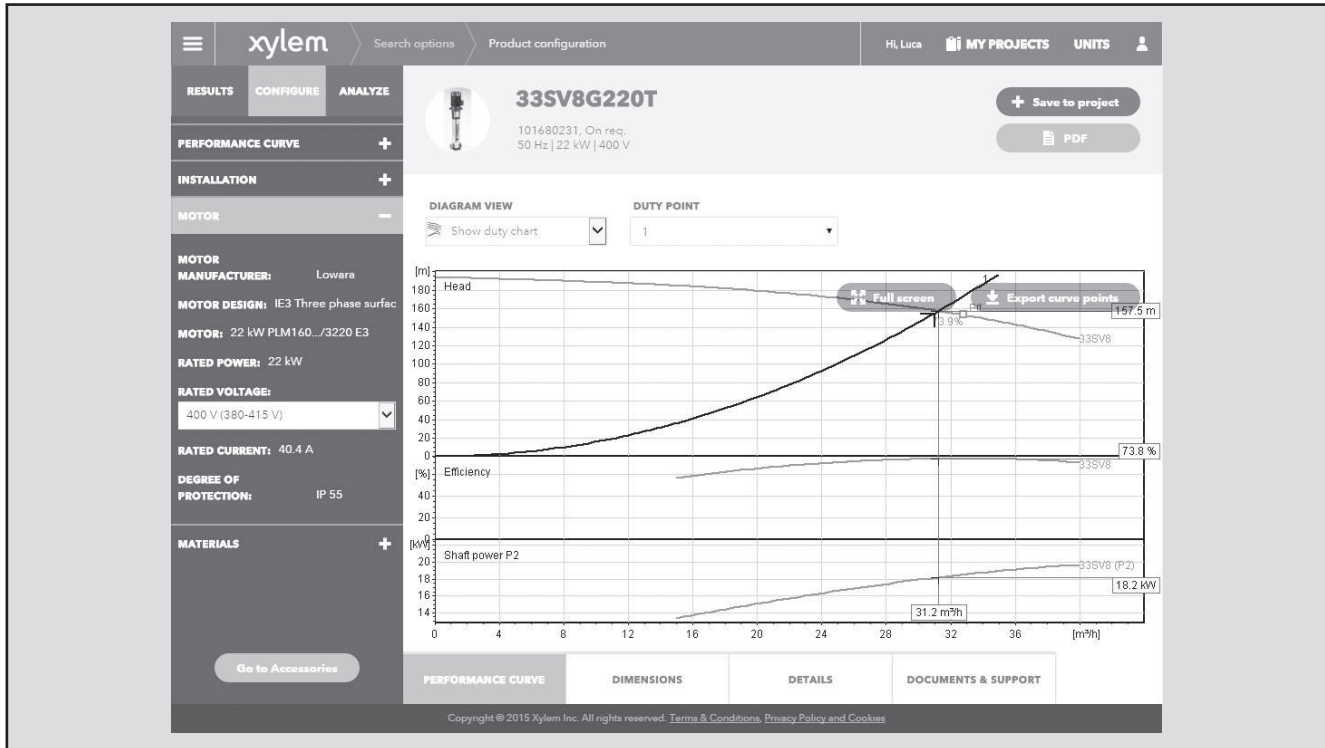 xylem
Search options
Product configuration
Hi, Luca
MY PROJECTS
UNITS
RESULTS
CONFIGURE
ANALYZE
PERFORMANCE CURVE +
INSTALLATION +
MOTOR −
MOTOR
MANUFACTURER: Lowara
MOTOR DESIGN: IE3 Three phase surfac
MOTOR: 22 kW PLM160.../3220 E3
RATED POWER: 22 kW
RATED VOLTAGE:
400 V (380-415 V)
RATED CURRENT: 40.4 A
DEGREE OF
PROTECTION: IP 55
MATERIALS +
Go to Accessories
33SV8G220T
101680231, On req.
50 Hz | 22 kW | 400 V
+ Save to project
PDF
DIAGRAM VIEW
Show duty chart
DUTY POINT
1
[m]
Head
180
160
140
120
100
80
60
40
20
0
1
Full screen
Export curve points
Eff
3.9%
157.5 m
33SV8
[%]
Efficiency
40
20
0
73.8 %
33SV8
[kW]
Shaft power P2
20
18
16
14
33SV8 (P2)
18.2 kW
31.2 m³/h
0 4 8 12 16 20 24 28 32 36 [m³/h]
PERFORMANCE CURVE
DIMENSIONS
DETAILS
DOCUMENTS & SUPPORT
Copyright © 2015 Xylem Inc. All rights reserved. Terms & Conditions, Privacy Policy and Cookies